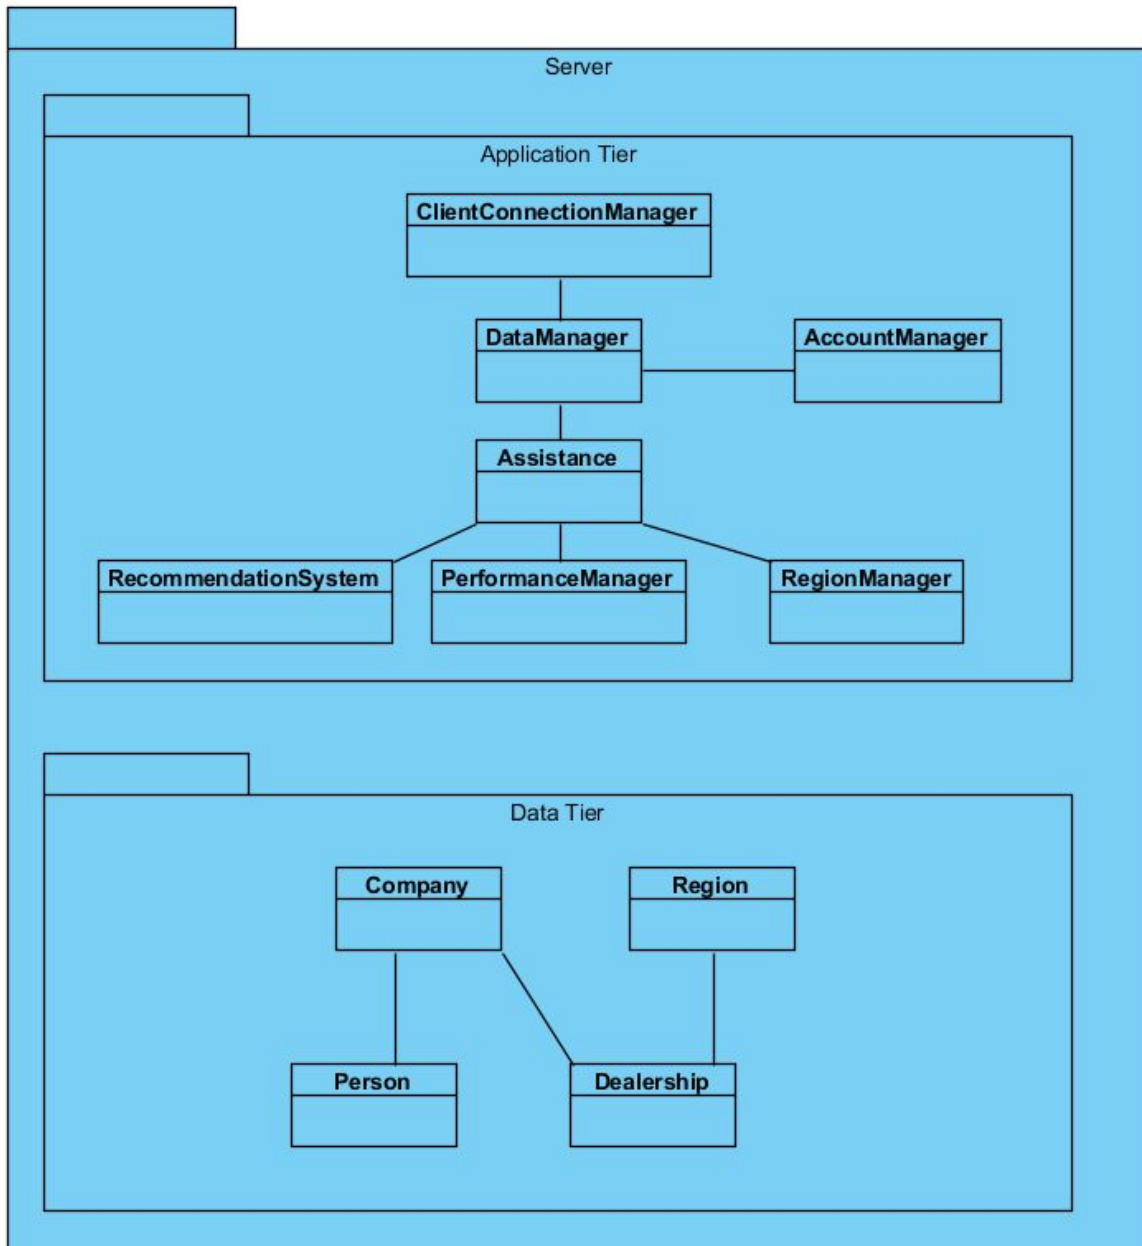 Server
Application Tier
ClientConnectionManager
DataManager
AccountManager
Assistance
RecommendationSystem
PerformanceManager
RegionManager
Data Tier
Company
Region
Person
Dealership